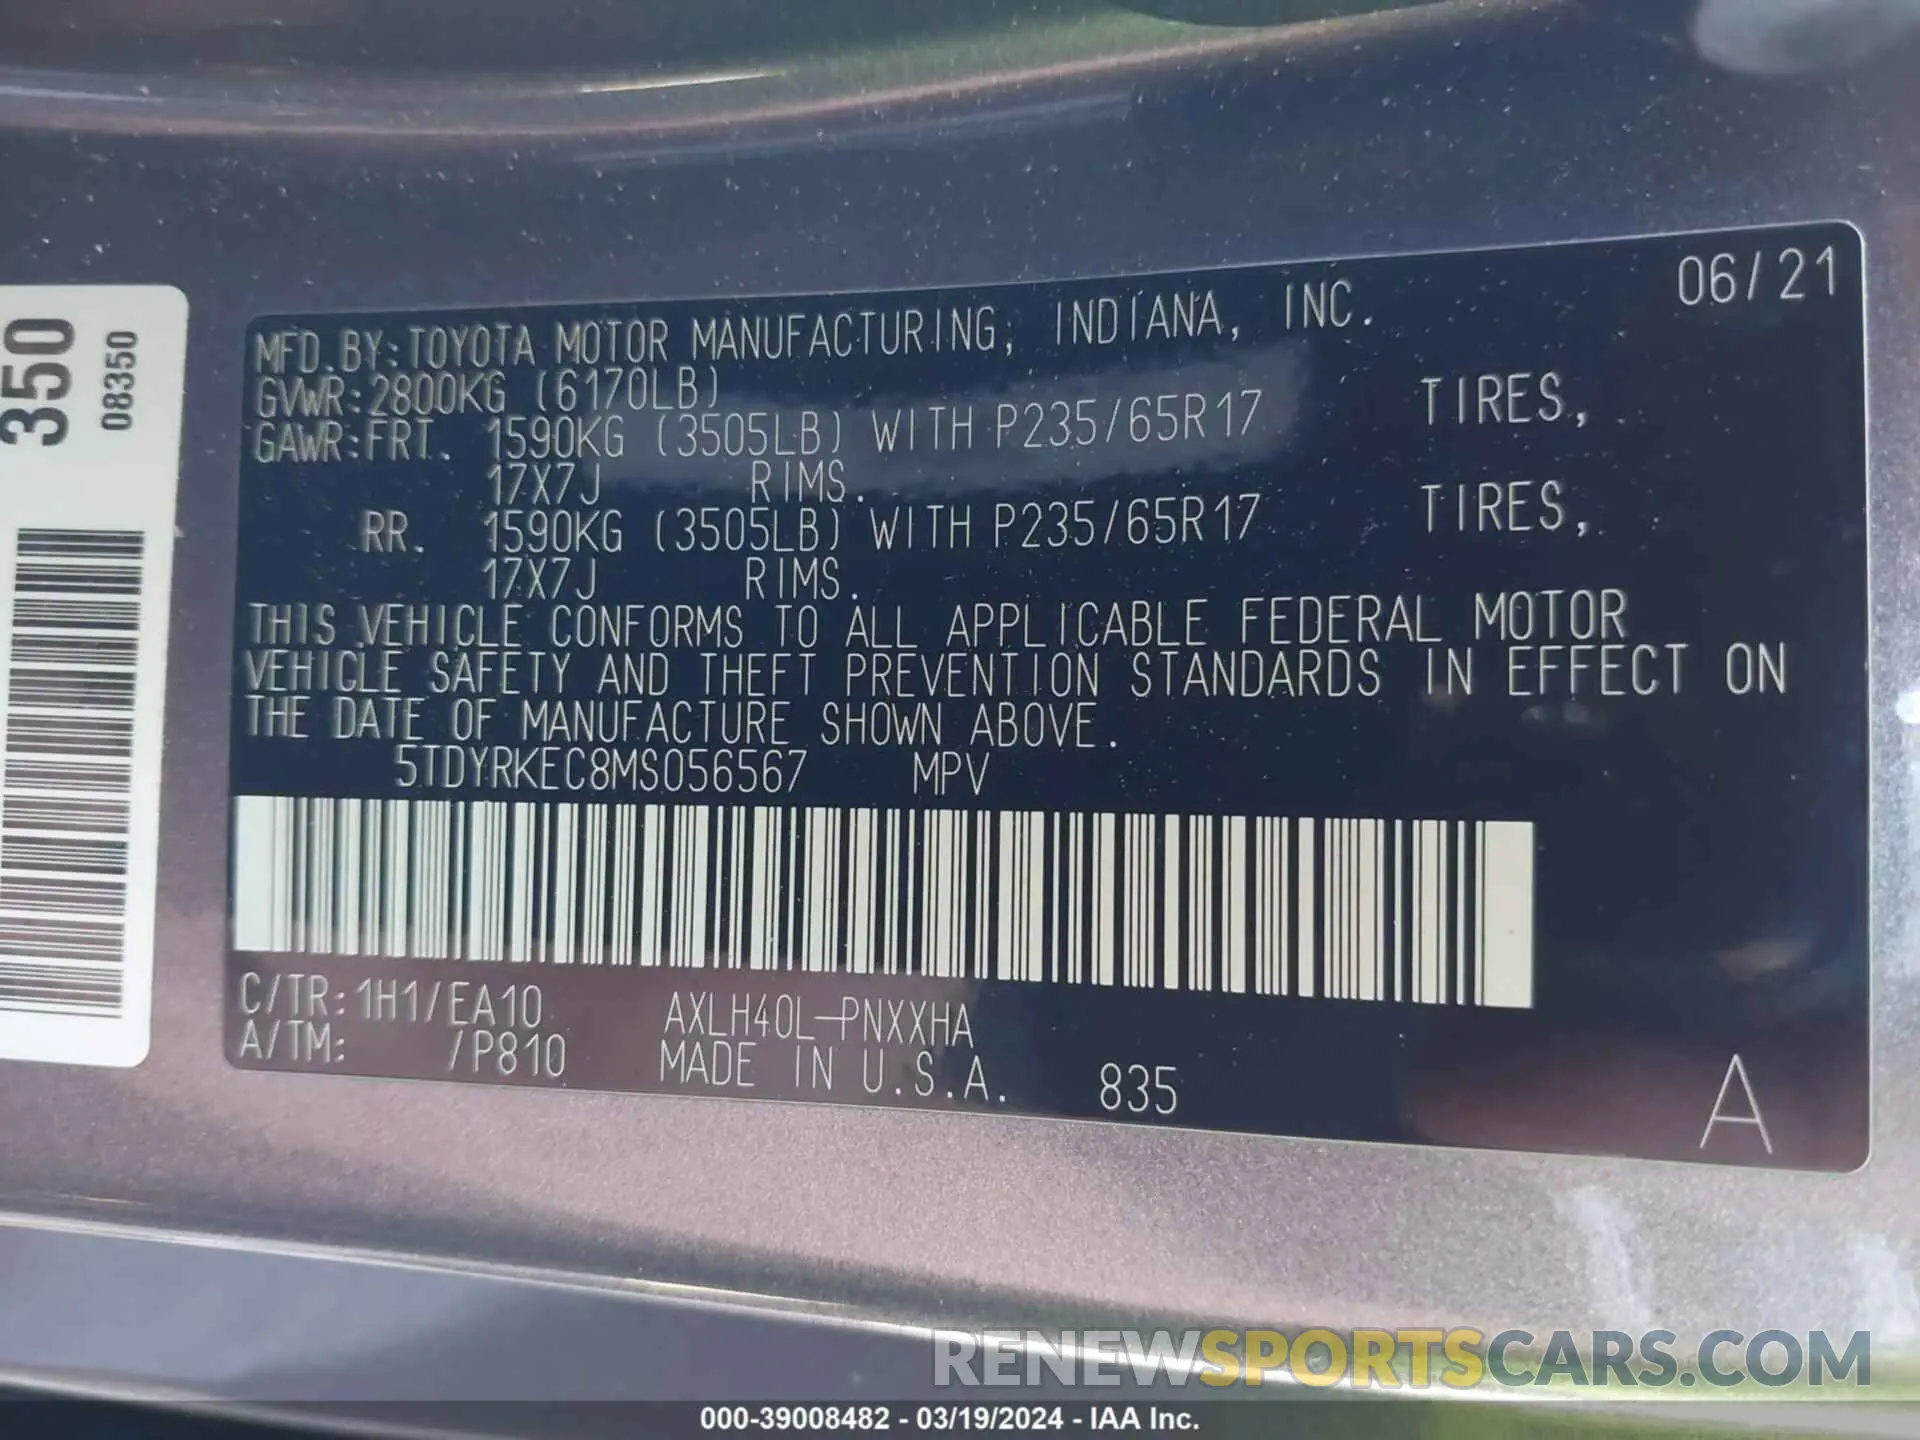 350
08350
06/21
MFD.BY:TOYOTA MOTOR MANUFACTURING, INDIANA, INC.
GVWR:2800KG (6170LB)
GAWR:FRT. 1590KG (3505LB) WITH P235/65R17 TIRES,
17X7J RIMS.
RR. 1590KG (3505LB) WITH P235/65R17 TIRES,
17X7J RIMS.
THIS VEHICLE CONFORMS TO ALL APPLICABLE FEDERAL MOTOR
VEHICLE SAFETY AND THEFT PREVENTION STANDARDS IN EFFECT ON
THE DATE OF MANUFACTURE SHOWN ABOVE.
5TDYRKEC8MS056567 MPV
C/TR:1H1/EA10 AXLH40L-PNXXHA
A/TM: /P810 MADE IN U.S.A. 835
A
RENEWSPORTSCARS.COM
000-39008482 - 03/19/2024 - IAA Inc.